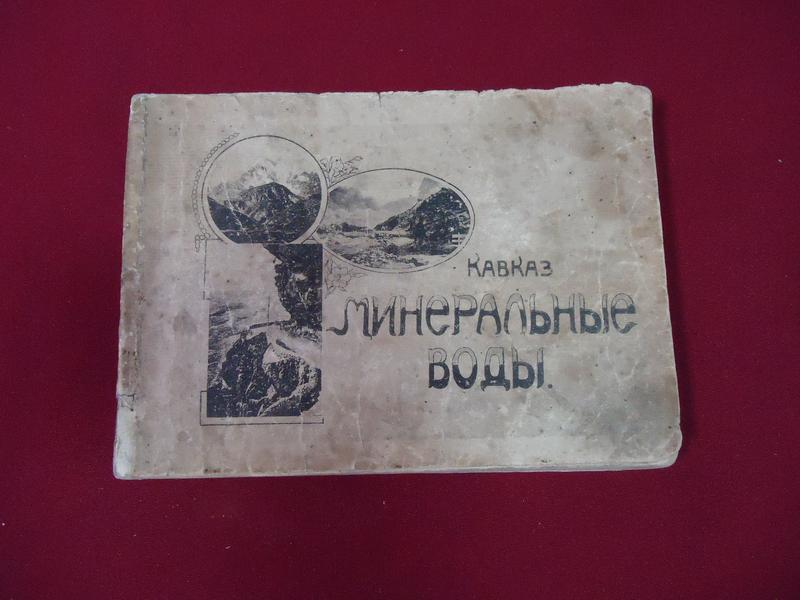 Кавказ
Минеральные
Воды.